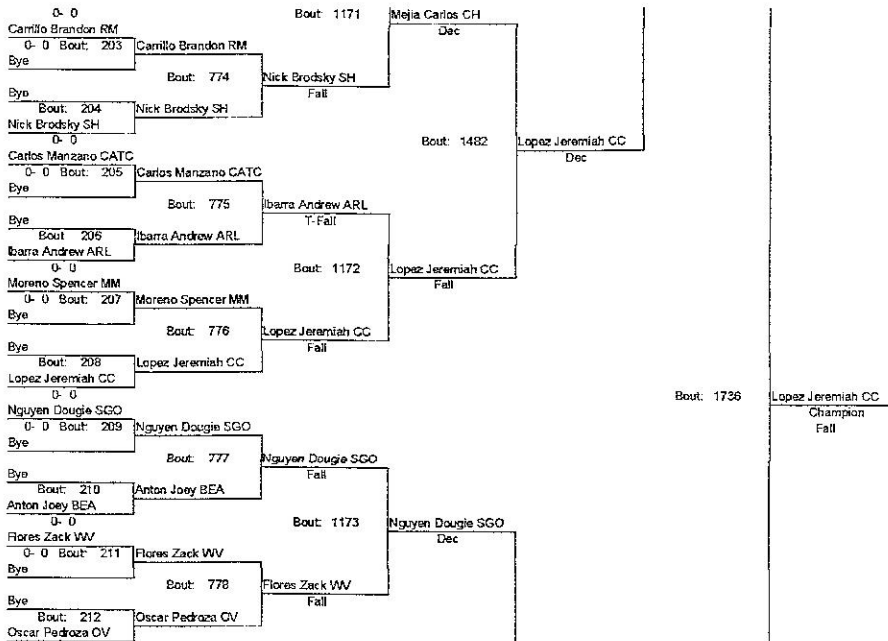 0- 0
Bout: 1171 Mejia Carlos CH
Carrillo Brandon RM
Dec
0- 0 Bout: 203 Carrillo Brandon RM
Bye
Bout: 774 Nick Brodsky SH
Bye
Fall
Bout: 204 Nick Brodsky SH
Nick Brodsky SH
0- 0
Bout: 1482 Lopez Jeremiah CC
Carlos Manzano CATC
Dec
0- 0 Bout: 205 Carlos Manzano CATC
Bye
Bout: 775 Ibarra Andrew ARL
Bye
T-Fall
Bout 206 Ibarra Andrew ARL
Ibarra Andrew ARL
0- 0
Bout: 1172 Lopez Jeremiah CC
Moreno Spencer MM
Fall
0- 0 Bout: 207 Moreno Spencer MM
Bye
Bout: 776 Lopez Jeremiah CC
Bye
Fall
Bout: 208 Lopez Jeremiah CC
Lopez Jeremiah CC
0- 0
Bout: 1736 Lopez Jeremiah CC
Nguyen Dougie SGO
Champion
0- 0 Bout: 209 Nguyen Dougie SGO
Fall
Bye
Bout: 777 Nguyen Dougie SGO
Bye
Fall
Bout: 210 Anton Joey BEA
Anton Joey BEA
0- 0
Bout: 1173 Nguyen Dougie SGO
Flores Zack WV
Dec
0- 0 Bout: 211 Flores Zack WV
Bye
Bout: 778 Flores Zack WV
Bye
Fall
Bout: 212 Oscar Pedroza OV
Oscar Pedroza OV